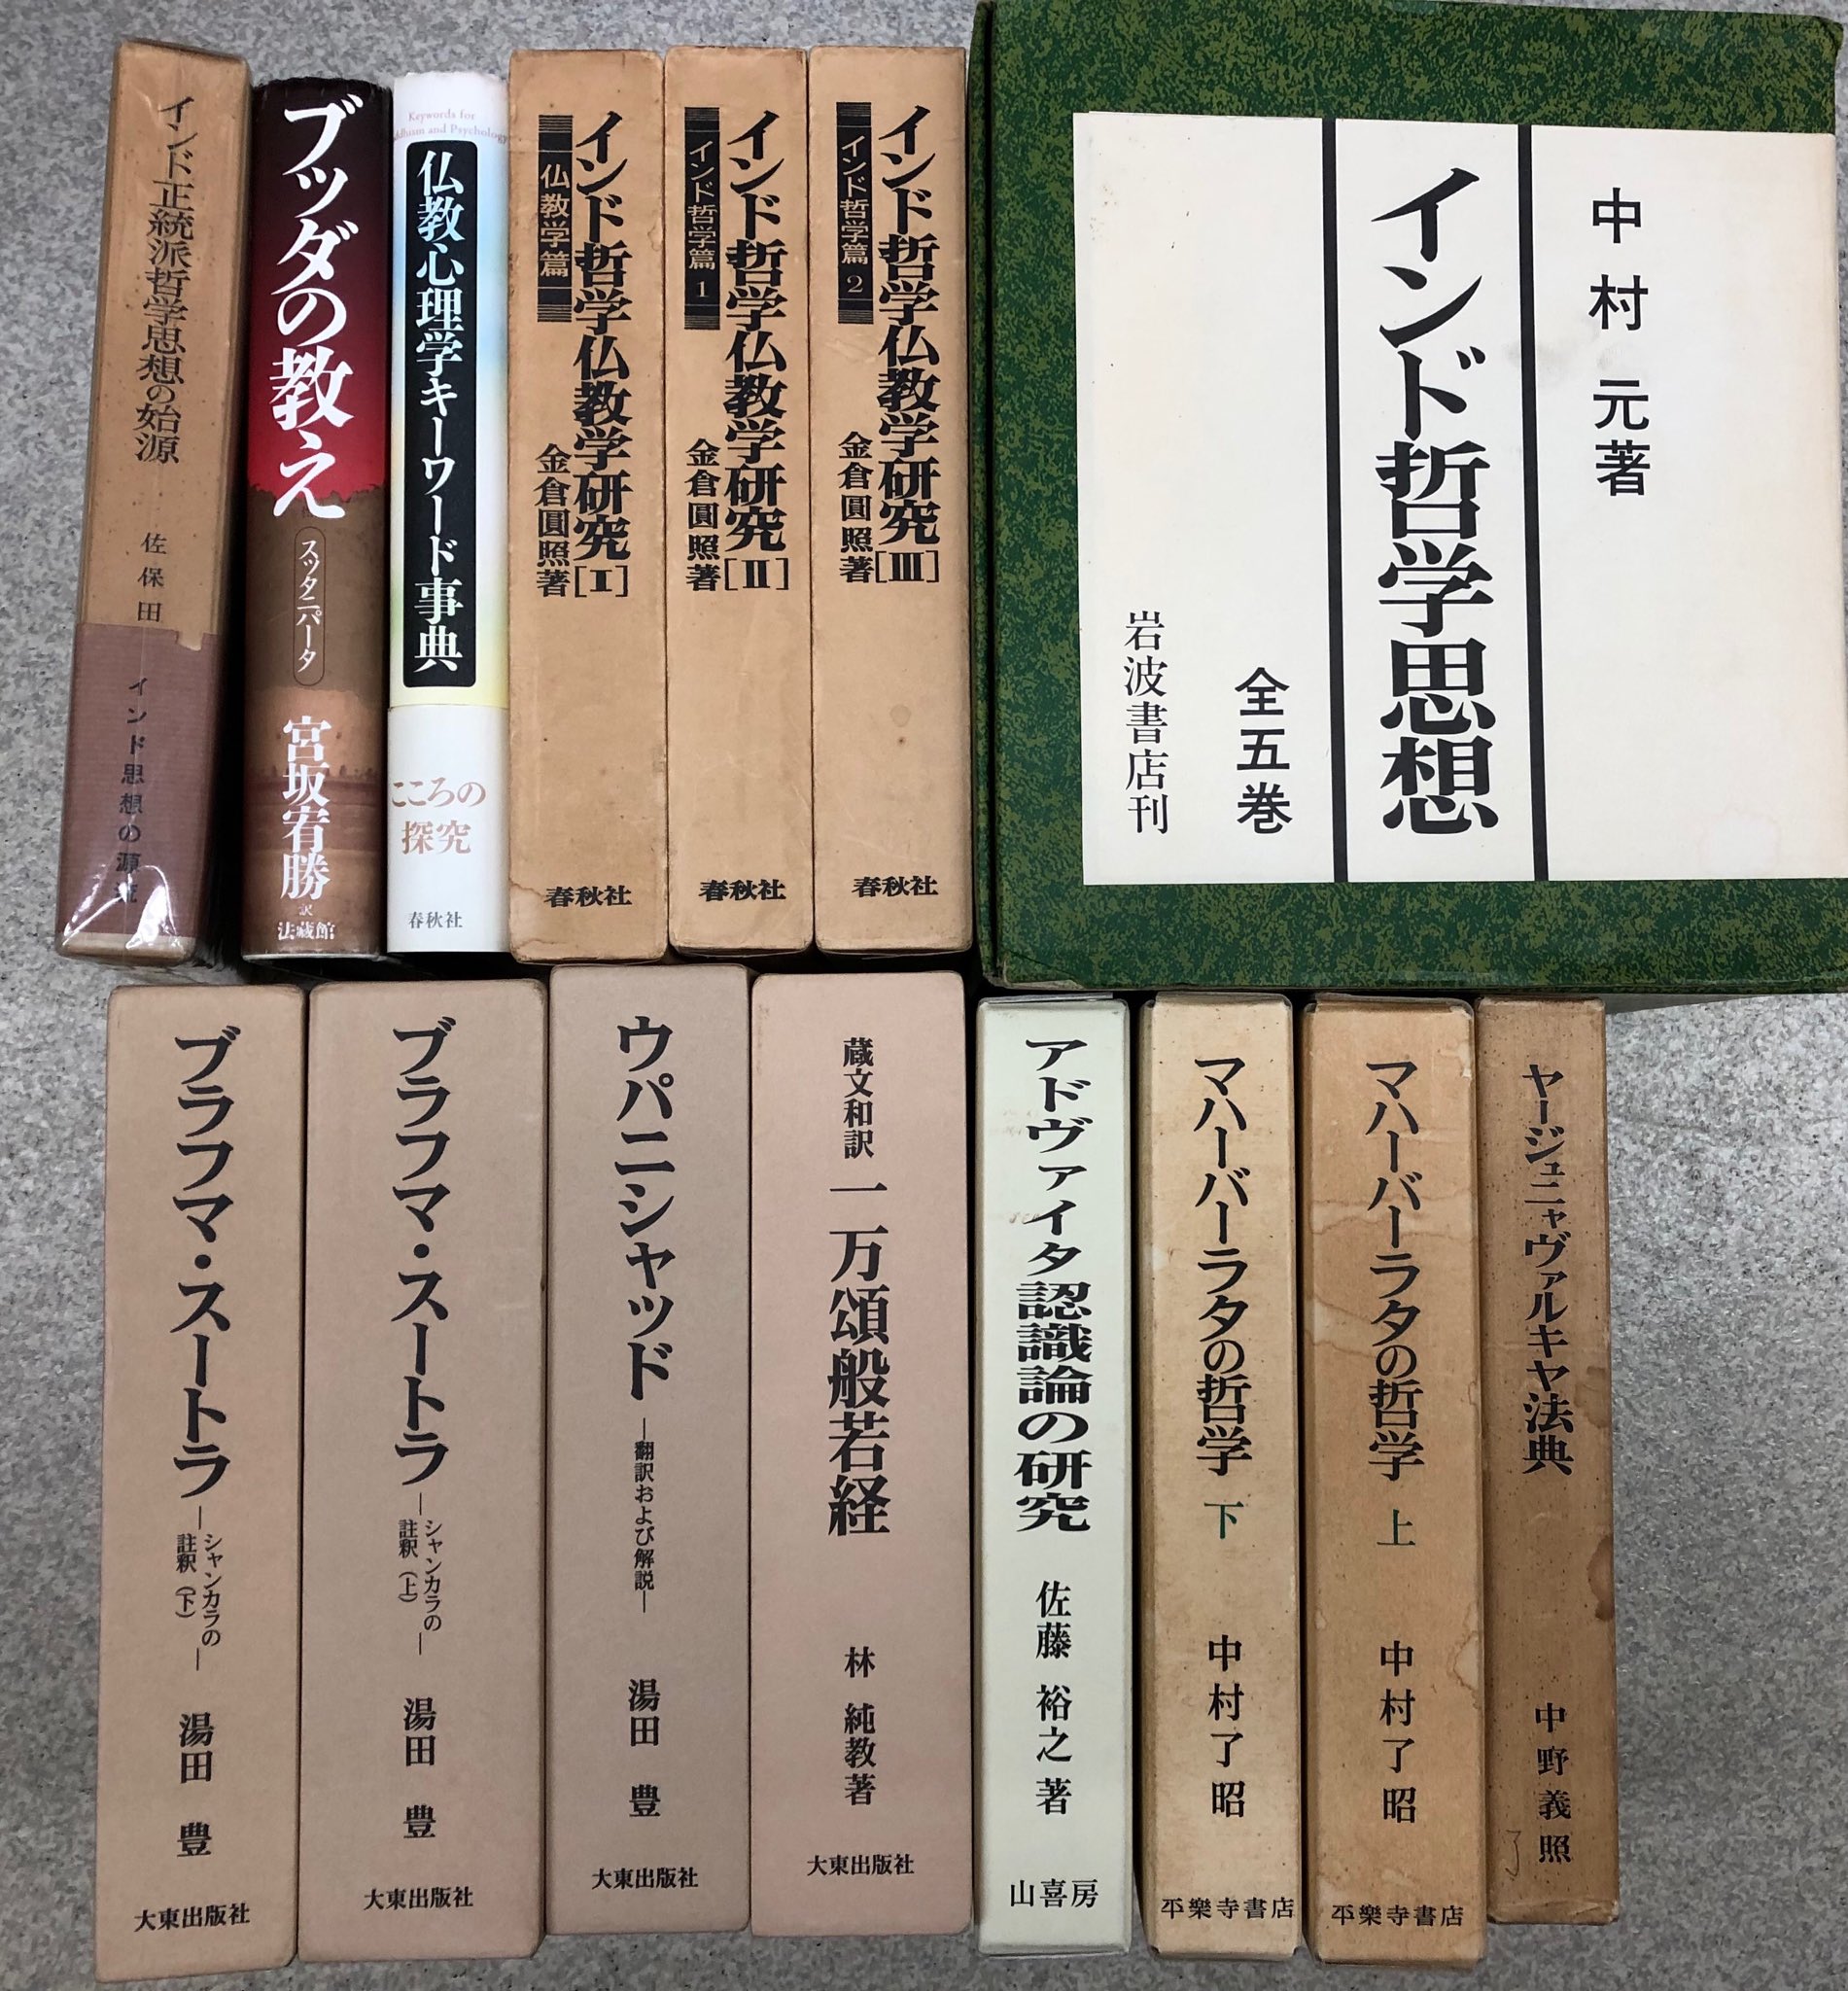 インド正統派哲学思想の始源
佐保田
インド思想の源流
ブッダの教え
スッタニパータ
宮坂宥勝
訳
法藏館
Keywords for
ddhism and Psychology
仏教心理学キーワード事典
こころの
探究
春秋社
インド哲学仏教学研究[I]
仏教学篇
金倉圓照著
春秋社
インド哲学仏教学研究[II]
インド哲学篇1
金倉圓照著
春秋社
インド哲学仏教学研究[III]
インド哲学篇2
金倉圓照著
春秋社
中村 元著
インド哲学思想
全五巻
岩波書店刊
ブラフマ・スートラ
―シャンカラの
註釈(下)―
湯田 豊
大東出版社
ブラフマ・スートラ
―シャンカラの
註釈(上)―
湯田 豊
大東出版社
ウパニシャッド
―翻訳および解説―
湯田 豊
大東出版社
蔵文和訳
一万頌般若経
林 純教著
大東出版社
アドヴァイタ認識論の研究
佐藤 裕之 著
山喜房
マハーバーラタの哲学 下
中村了昭
平樂寺書店
マハーバーラタの哲学 上
中村了昭
平樂寺書店
ヤージュニャヴァルキヤ法典
中野義照